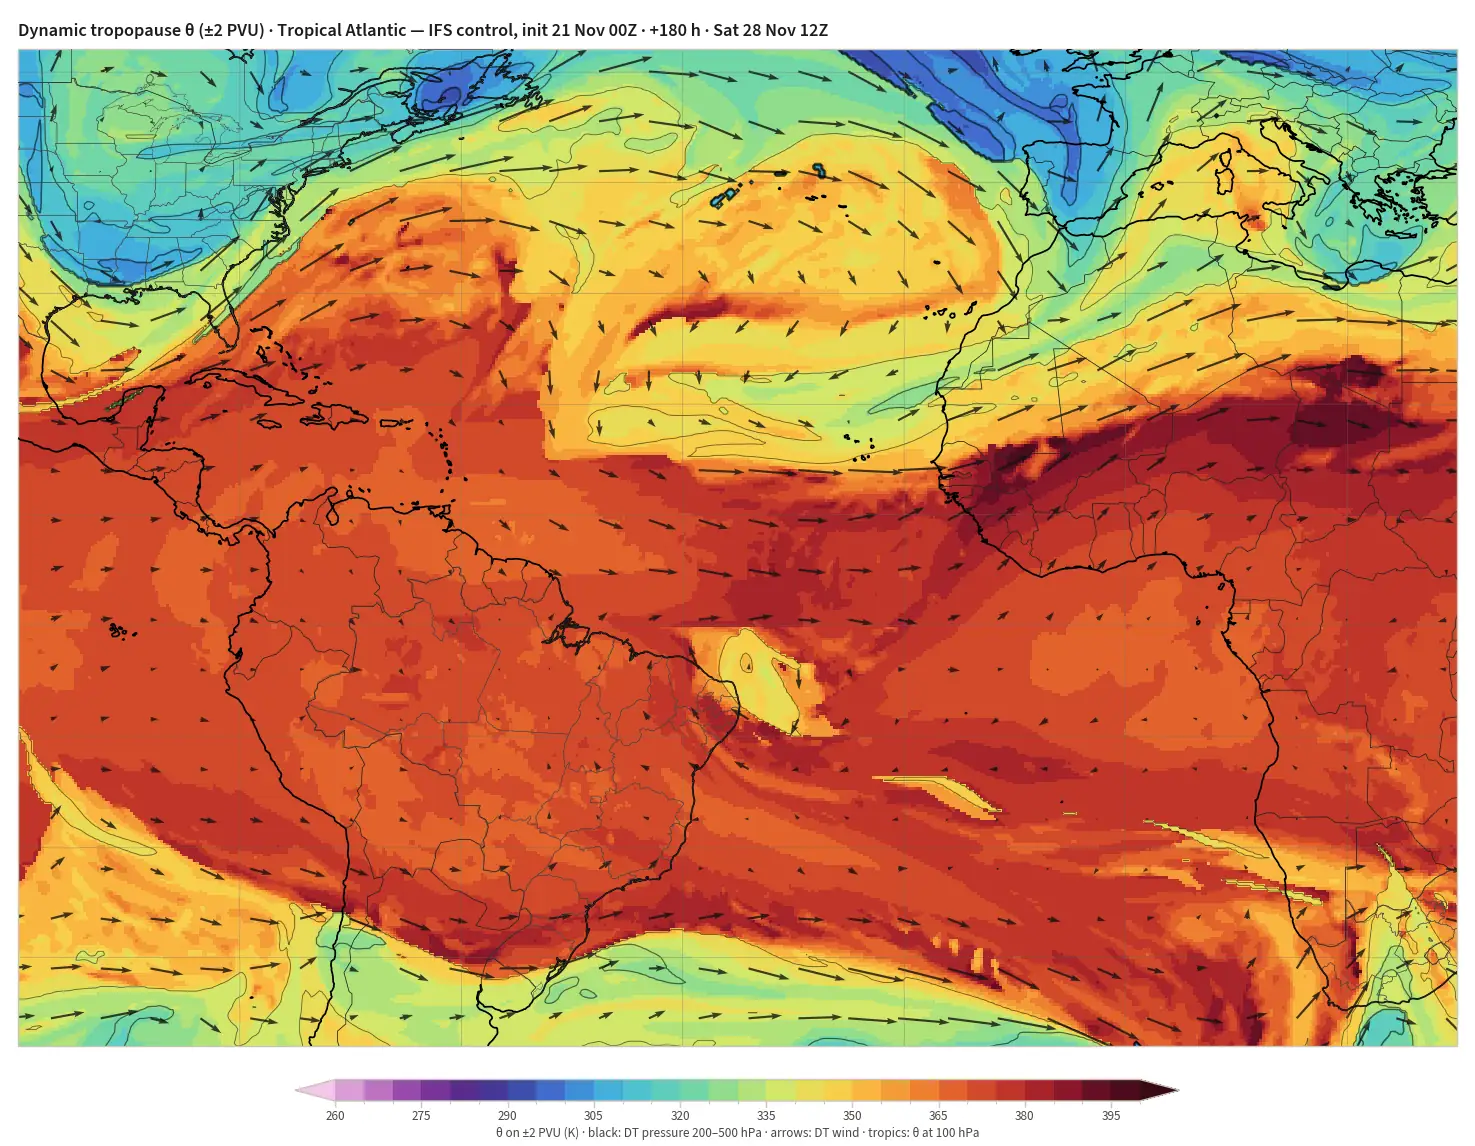 Dynamic tropopause θ (±2 PVU) · Tropical Atlantic — IFS control, init 21 Nov 00Z · +180 h · Sat 28 Nov 12Z
260 275 290 305 320 335 350 365 380 395
θ on ±2 PVU (K) · black: DT pressure 200–500 hPa · arrows: DT wind · tropics: θ at 100 hPa